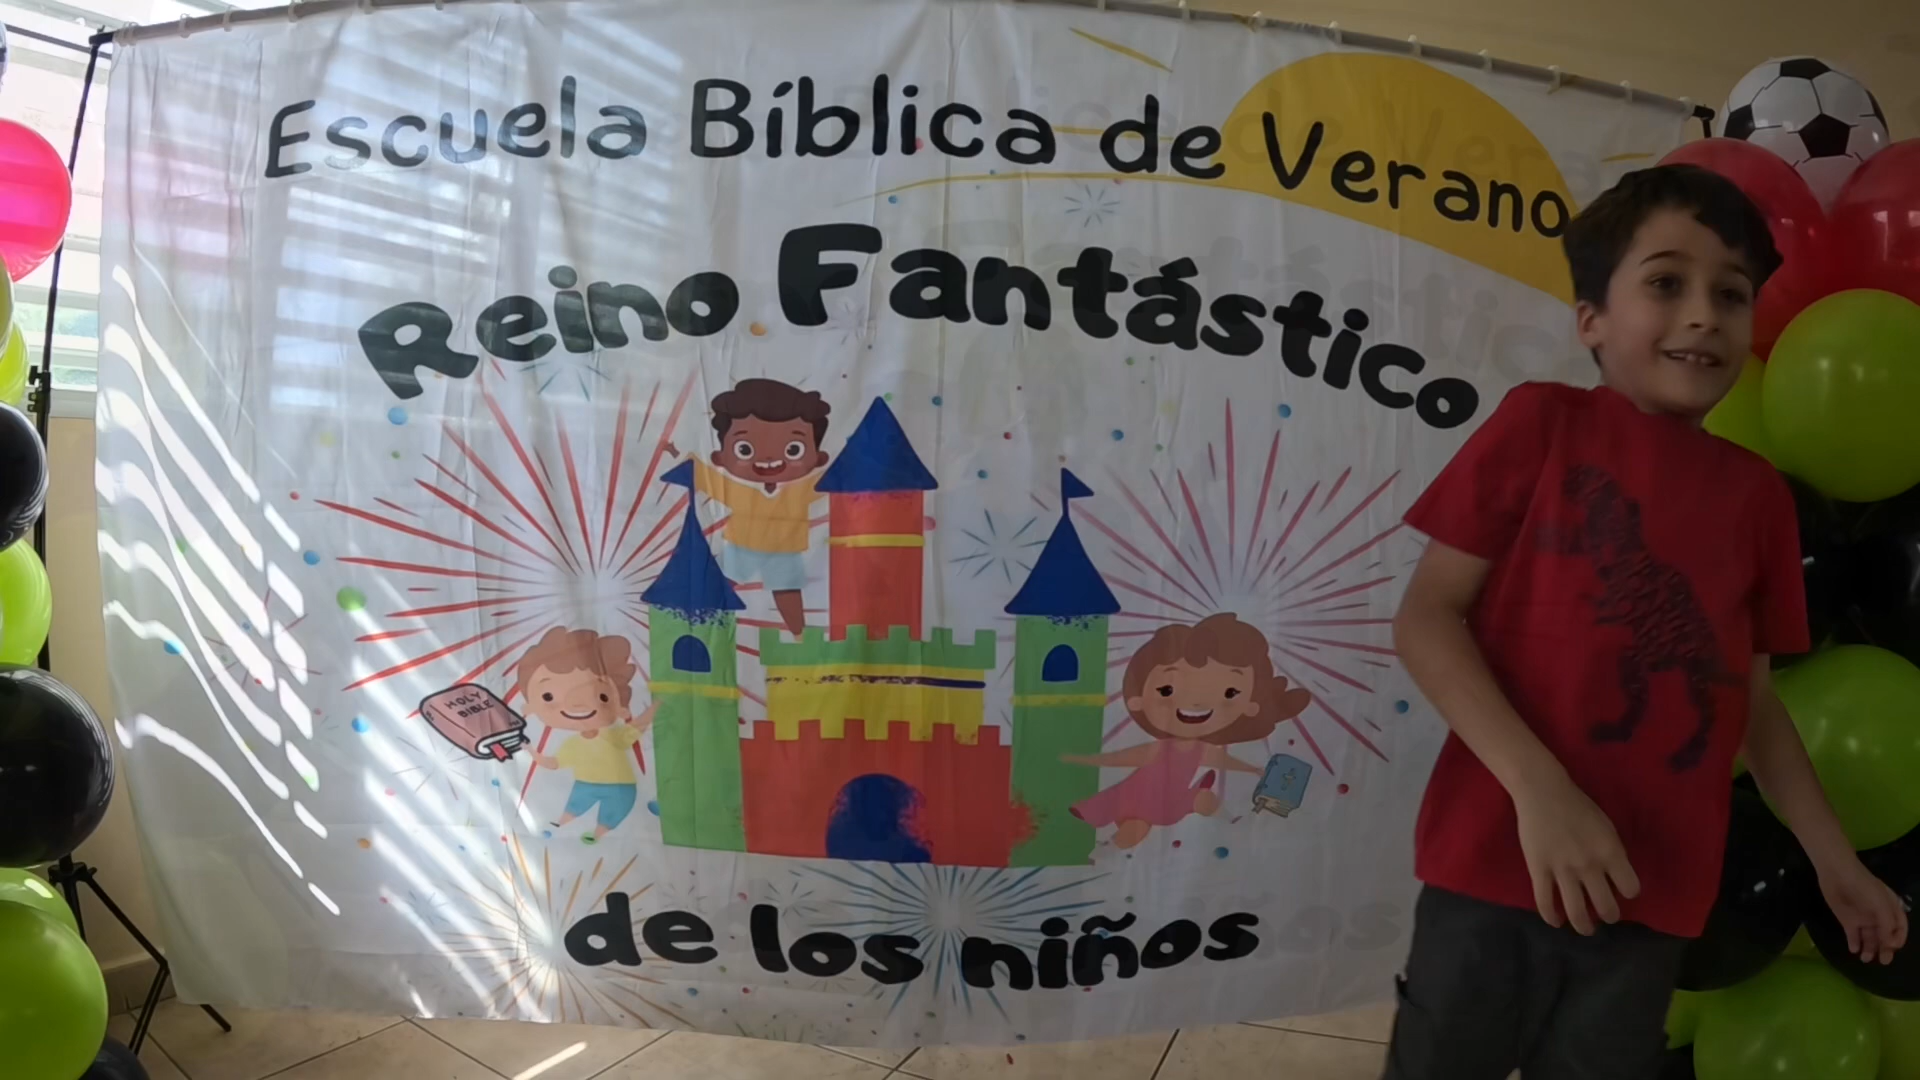 Escuela Bíblica de Verano
Reino Fantástico
HOLY
BIBLE
de los niños